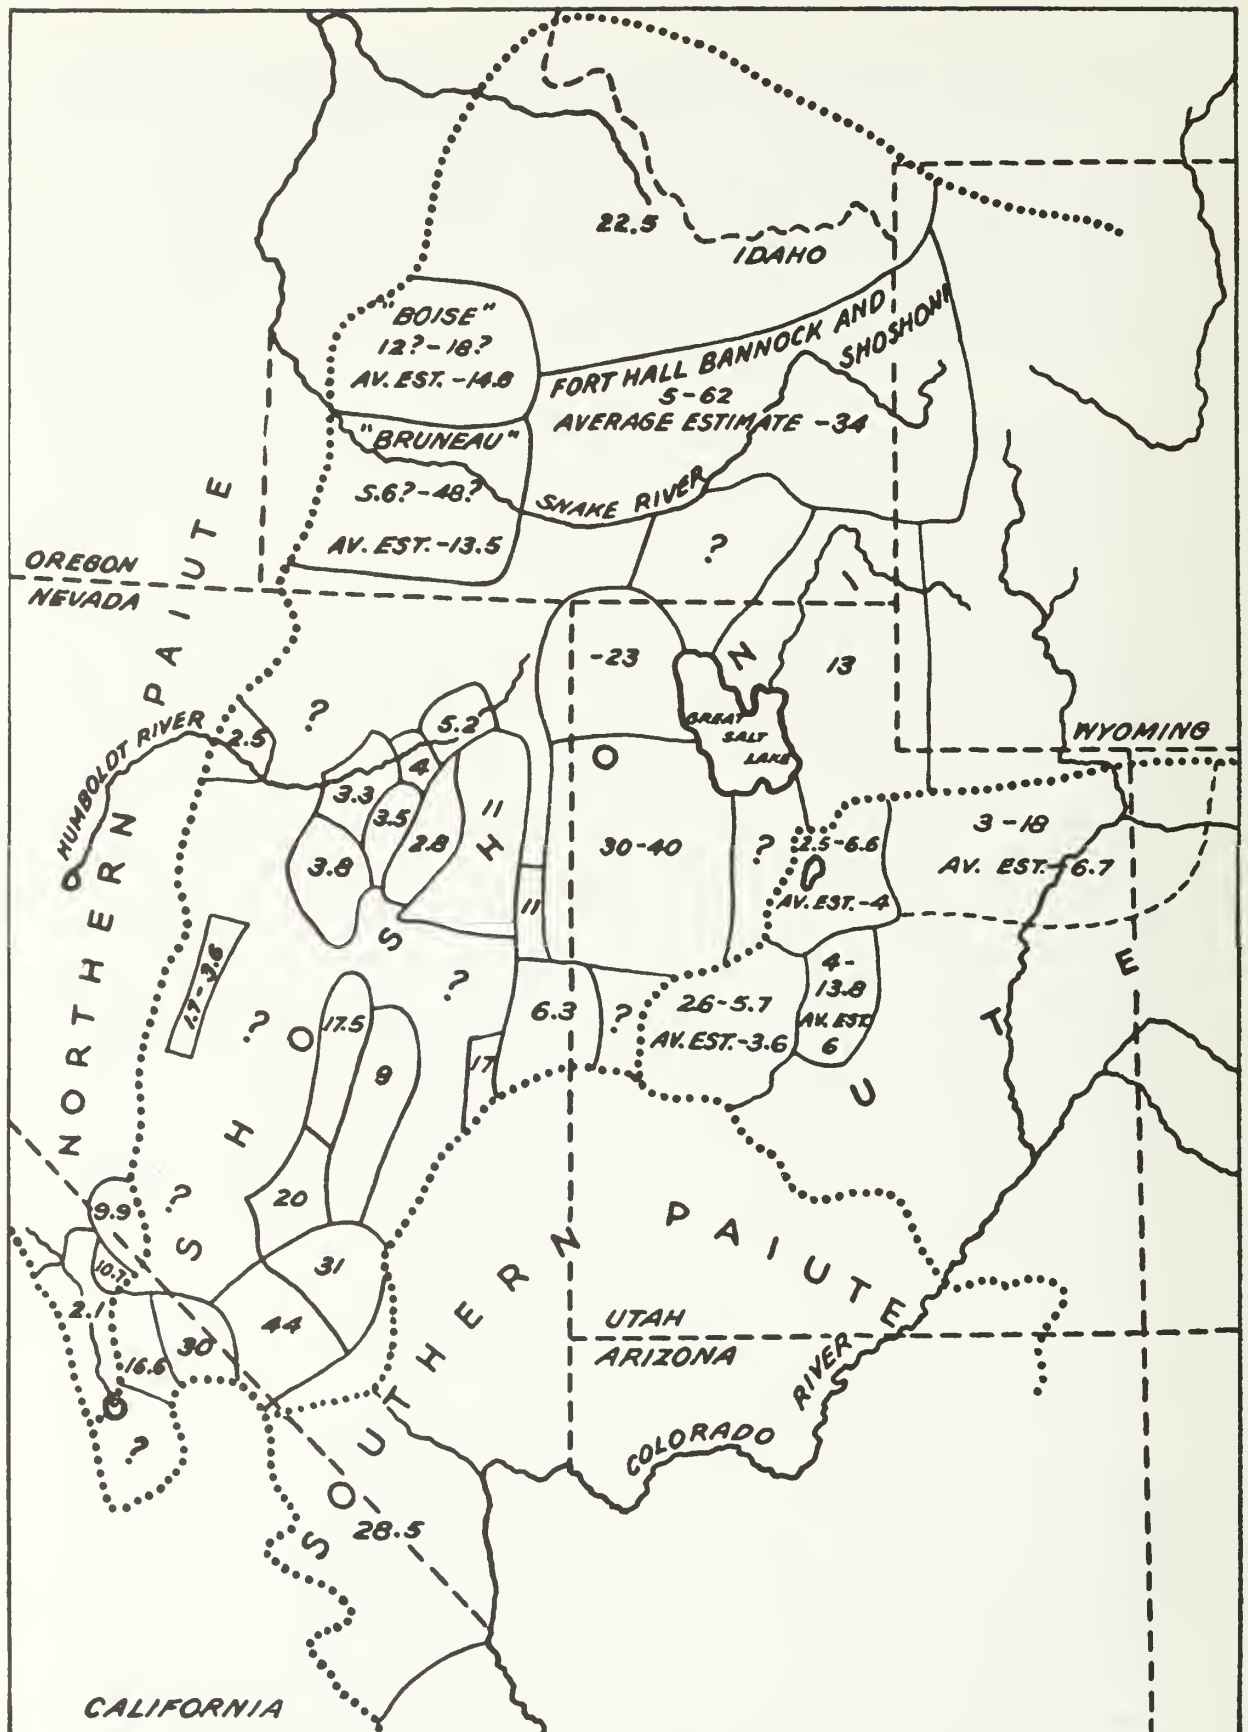 22.5
IDAHO
"BOISE"
12?-18?
AV. EST.-14.8
FORT HALL BANNOCK AND
SHOSHONI
5-62
AVERAGE ESTIMATE -34
"BRUNEAU"
5.6?-48?
AV. EST.-13.5
SNAKE RIVER
?
OREGON
NEVADA
NORTHERN PAIUTE
HUMBOLDT RIVER
2.5
?
5.2
4
3.3
3.5
2.8
3.8
11
11
-23
13
GREAT
SALT
LAKE
WYOMING
30-40
?
2.5-6.6
AV. EST.-4
3-18
AV. EST.-6.7
1.7-3.6
?
?
17.5
9
17
6.3
?
2.6-5.7
AV. EST.-3.6
4-
13.8
AV. EST.
6
UTE
SHOSHONI
9.9
?
20
10.7
2.1
31
44
30
16.6
?
SOUTHERN PAIUTE
UTAH
ARIZONA
COLORADO RIVER
28.5
CALIFORNIA